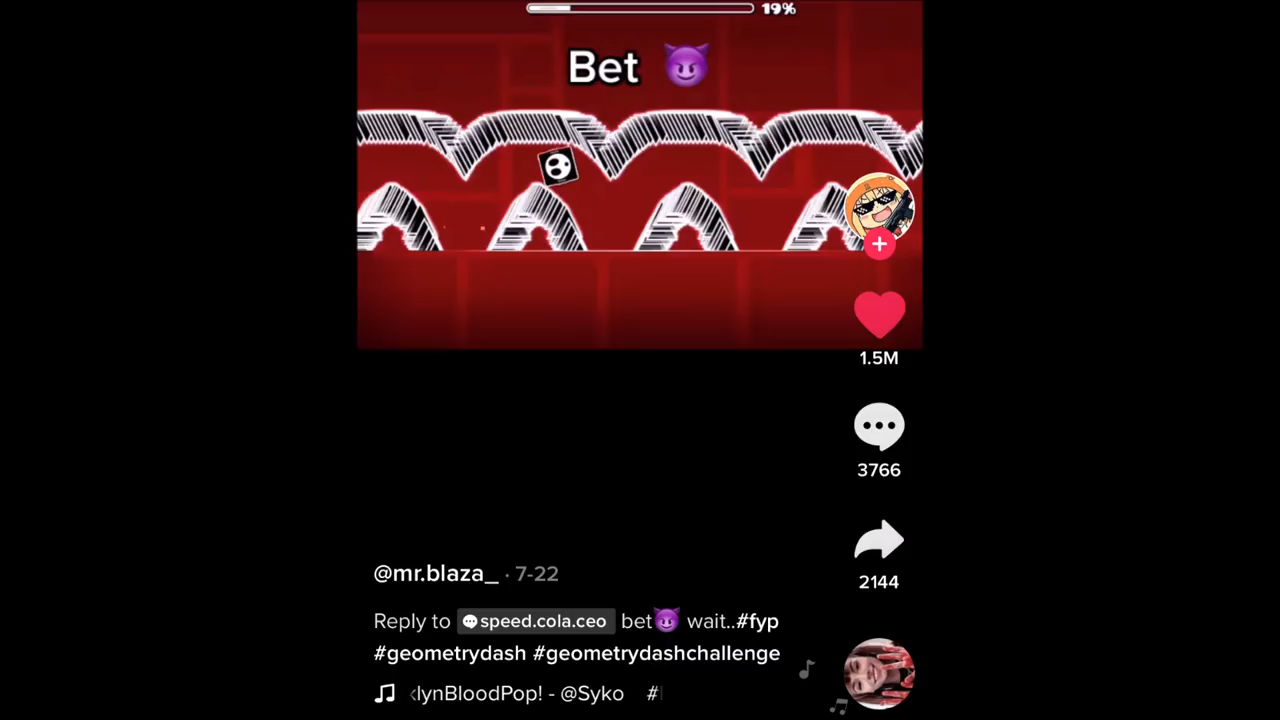 19%
Bet 😈
1.5M
3766
2144
@mr.blaza_ · 7-22
Reply to speed.cola.ceo bet😈 wait..#fyp
#geometrydash #geometrydashchallenge
lynBloodPop! - @Syko #